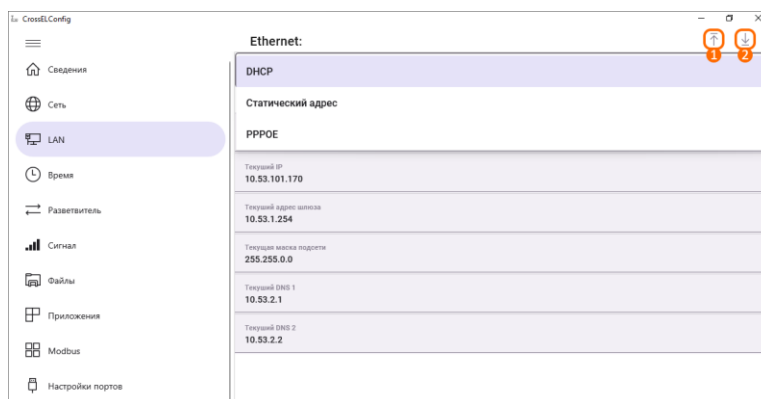 CrossELConfig
Ethernet:
1
2
Сведения
Сеть
LAN
Время
Разветвитель
Сигнал
Файлы
Приложения
Modbus
Настройки портов
DHCP
Статический адрес
PPPOE
Текущий IP
10.53.101.170
Текущий адрес шлюза
10.53.1.254
Текущая маска подсети
255.255.0.0
Текущий DNS 1
10.53.2.1
Текущий DNS 2
10.53.2.2